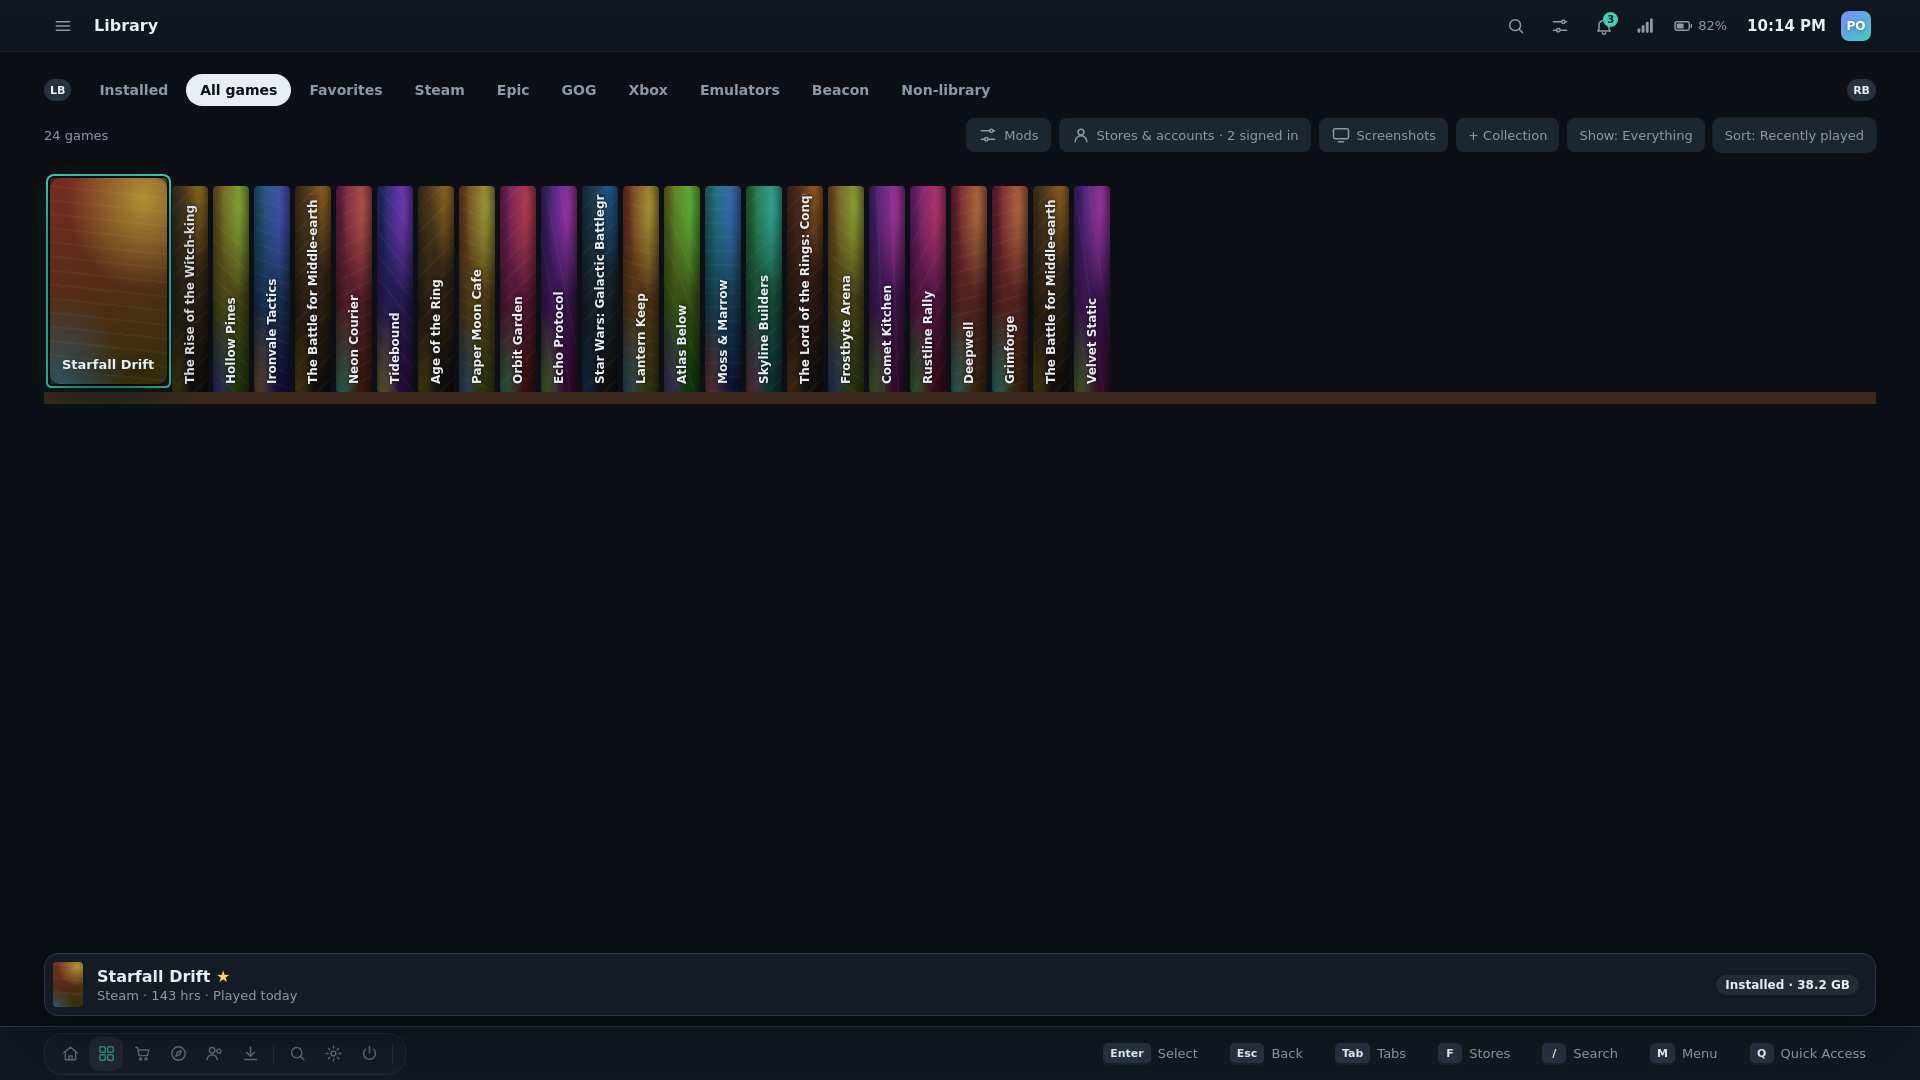 Library
3
82%
10:14 PM
PO
LB
Installed
All games
Favorites
Steam
Epic
GOG
Xbox
Emulators
Beacon
Non-library
RB
24 games
Mods
Stores & accounts · 2 signed in
Screenshots
+ Collection
Show: Everything
Sort: Recently played
Starfall Drift
The Rise of the Witch-king
Hollow Pines
Ironvale Tactics
The Battle for Middle-earth
Neon Courier
Tidebound
Age of the Ring
Paper Moon Cafe
Orbit Garden
Echo Protocol
Star Wars: Galactic Battlegr
Lantern Keep
Atlas Below
Moss & Marrow
Skyline Builders
The Lord of the Rings: Conq
Frostbyte Arena
Comet Kitchen
Rustline Rally
Deepwell
Grimforge
The Battle for Middle-earth
Velvet Static
Starfall Drift ★
Steam · 143 hrs · Played today
Installed · 38.2 GB
Enter Select
Esc Back
Tab Tabs
F Stores
/ Search
M Menu
Q Quick Access